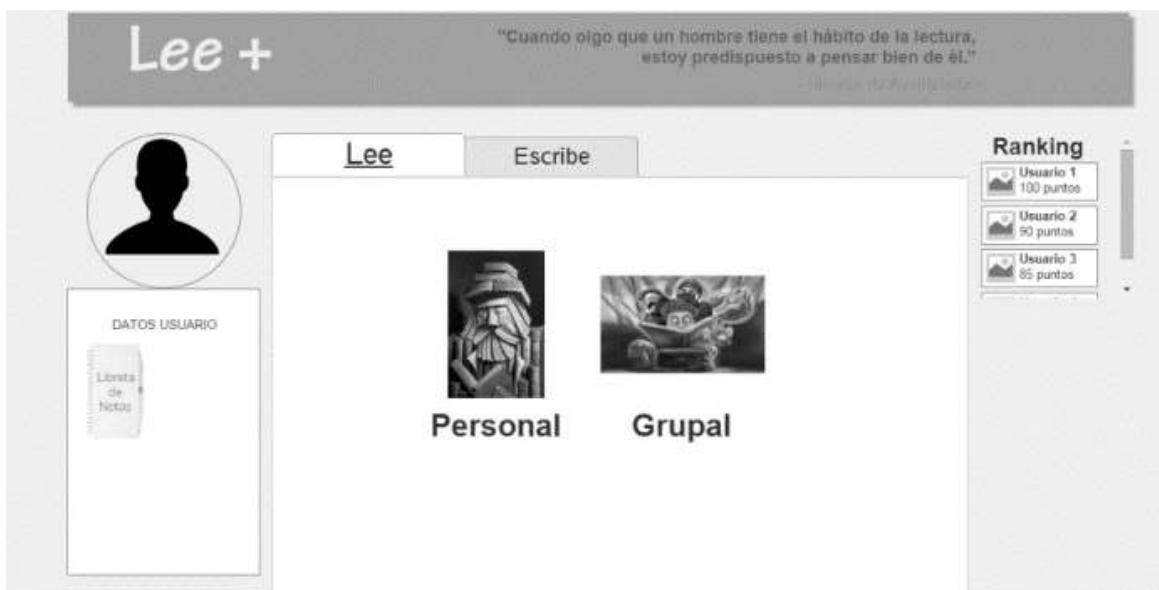 Lee +
"Cuando oigo que un hombre tiene el hábito de la lectura,
estoy predispuesto a pensar bien de él."
Lee
Escribe
Ranking
Usuario 1
100 puntos
Usuario 2
90 puntos
Usuario 3
85 puntos
DATOS USUARIO
Libreta
de
Notas
Personal
Grupal